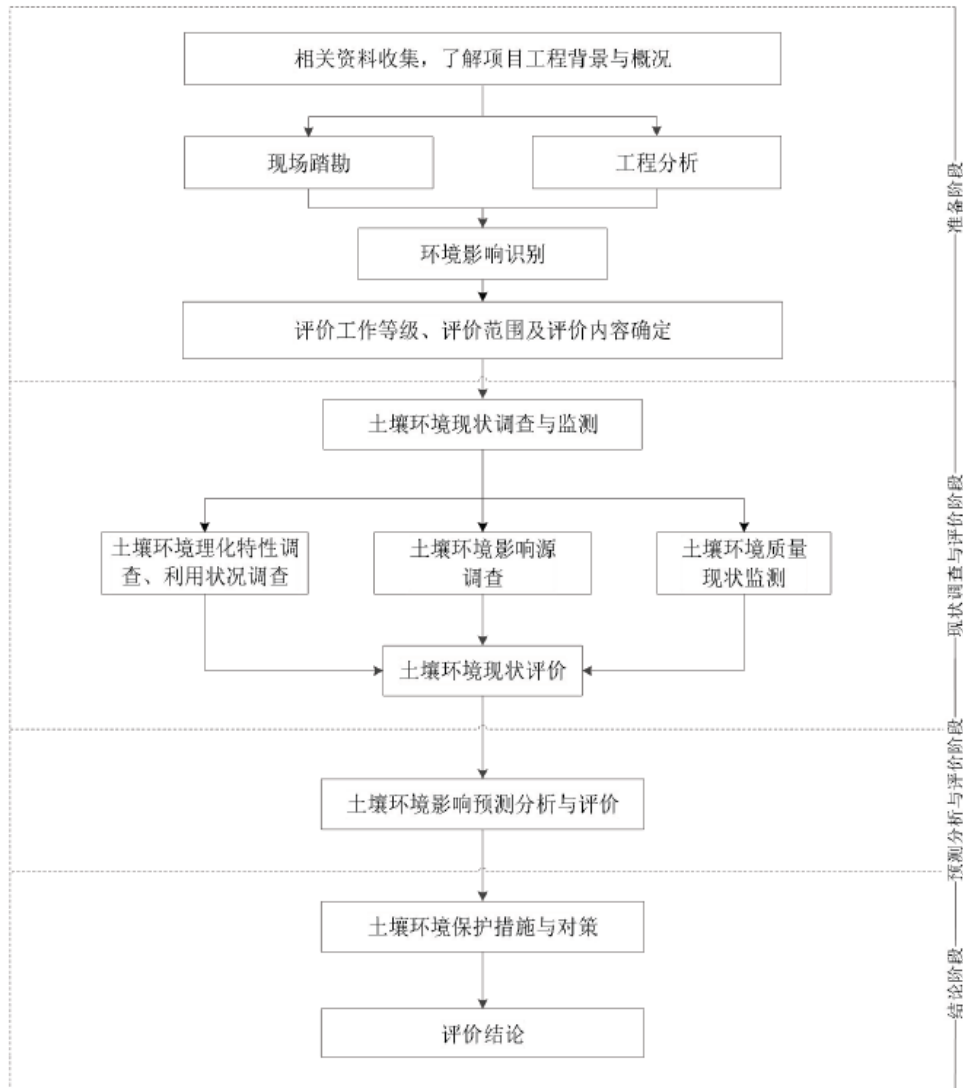 相关资料收集，了解项目工程背景与概况
现场踏勘
工程分析
环境影响识别
评价工作等级、评价范围及评价内容确定
准备阶段
土壤环境现状调查与监测
土壤环境理化特性调
查、利用状况调查
土壤环境影响源
调查
土壤环境质量
现状监测
土壤环境现状评价
现状调查与评价阶段
土壤环境影响预测分析与评价
预测分析与评价阶段
土壤环境保护措施与对策
评价结论
结论阶段